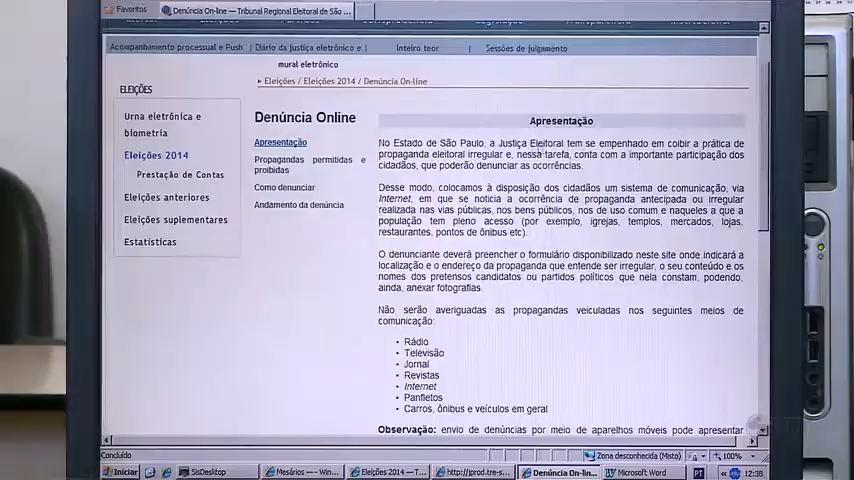 Favoritos
Denúncia On-line — Tribunal Regional Eleitoral de São ...
Acompanhamento processual e Push | Diário da justiça eletrônico e | Inteiro teor | Sessões de julgamento
mural eletrônico
Eleições / Eleições 2014 / Denúncia On-line
ELEIÇÕES
Urna eletrônica e
biometria
Eleições 2014
Prestação de Contas
Eleições anteriores
Eleições suplementares
Estatísticas
Denúncia Online
Apresentação
Propagandas permitidas e
proibidas
Como denunciar
Andamento da denúncia
Apresentação
No Estado de São Paulo, a Justiça Eleitoral tem se empenhado em coibir a prática de
propaganda eleitoral irregular e, nessa tarefa, conta com a importante participação dos
cidadãos, que poderão denunciar as ocorrências.
Desse modo, colocamos à disposição dos cidadãos um sistema de comunicação, via
Internet, em que se noticia a ocorrência de propaganda antecipada ou irregular
realizada nas vias públicas, nos bens públicos, nos de uso comum e naqueles a que a
população tem pleno acesso (por exemplo, igrejas, templos, mercados, lojas,
restaurantes, pontos de ônibus etc).
O denunciante deverá preencher o formulário disponibilizado neste site onde indicará a
localização e o endereço da propaganda que entende ser irregular, o seu conteúdo e os
nomes dos pretensos candidatos ou partidos políticos que nela constam, podendo,
ainda, anexar fotografias.
Não serão averiguadas as propagandas veiculadas nos seguintes meios de
comunicação:
• Rádio
• Televisão
• Jornal
• Revistas
• Internet
• Panfletos
• Carros, ônibus e veículos em geral
Observação: envio de denúncias por meio de aparelhos móveis pode apresentar
Concluído
Zona desconhecida (Misto)
100%
Iniciar
SisDesktop
Mesários — - Win...
Eleições 2014 — T...
http://jprod.tre-s...
Denúncia On-lin...
Microsoft Word
PT
12:38